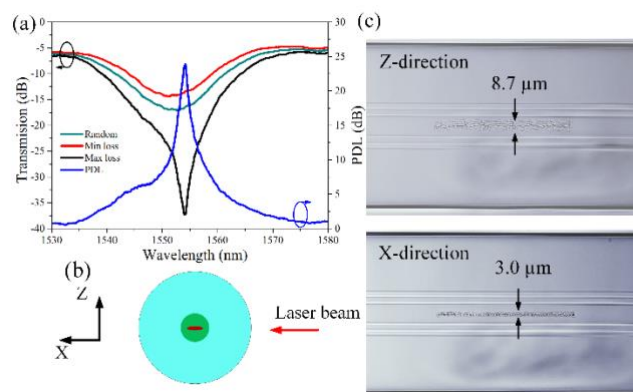 (a)
Transmision (dB)
-5
-10
-15
-20
-25
-30
-35
-40
30
25
20
15
10
5
0
PDL (dB)
Random
Min loss
Max loss
PDL
1530
1540
1550
1560
1570
1580
Wavelength (nm)
(b)
Z
X
Laser beam
(c)
Z-direction
8.7 µm
X-direction
3.0 µm